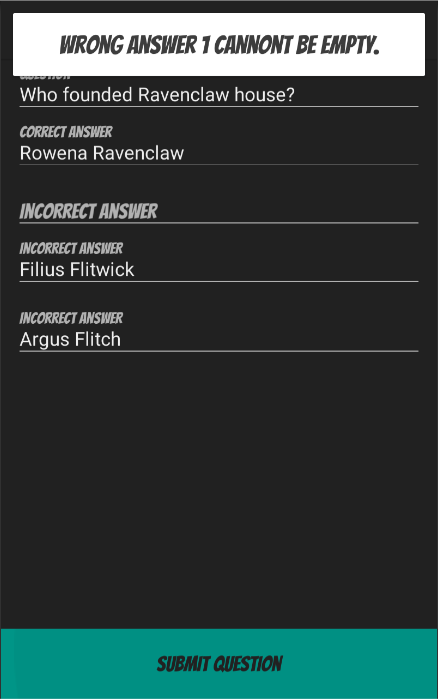 WRONG ANSWER 1 CANNONT BE EMPTY.
QUESTION
Who founded Ravenclaw house?
CORRECT ANSWER
Rowena Ravenclaw
INCORRECT ANSWER
INCORRECT ANSWER
Filius Flitwick
INCORRECT ANSWER
Argus Flitch
SUBMIT QUESTION